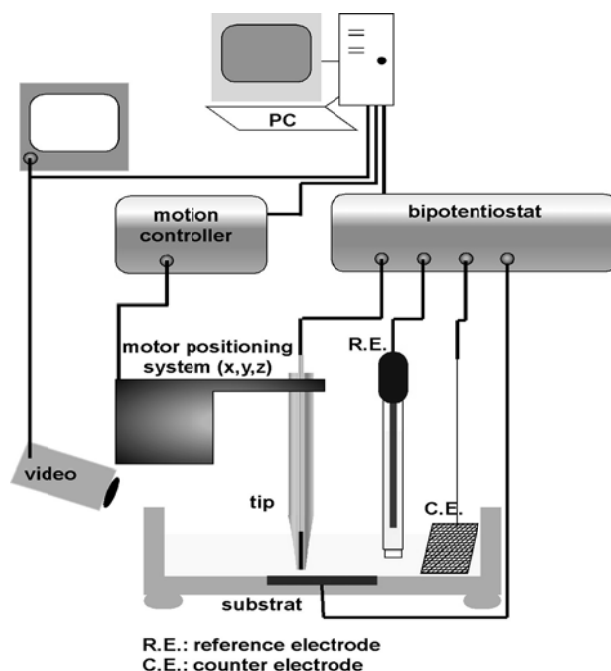 PC
motion
controller
bipotentiostat
motor positioning
system (x,y,z)
R.E.
video
tip
C.E.
substrat
R.E.: reference electrode
C.E.: counter electrode